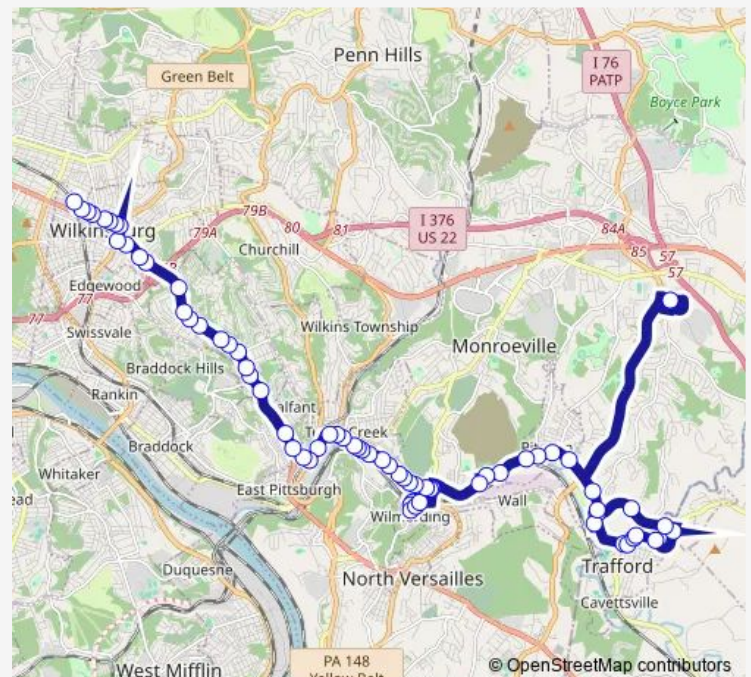 Penn Hills
I 76
PATP
Green Belt
Boyce Park
79B
80
81
I 376
US 22
84A
85
57
57
79A
Churchill
Edgewood
77
77
Swissvale
Wilkins Township
Monroeville
Braddock Hills
Rankin
Braddock
Whitaker
East Pittsburgh
Wall
North Versailles
Trafford
Duquesne
Cavettsville
PA 148
West Mifflin
© OpenStreetMap contributors